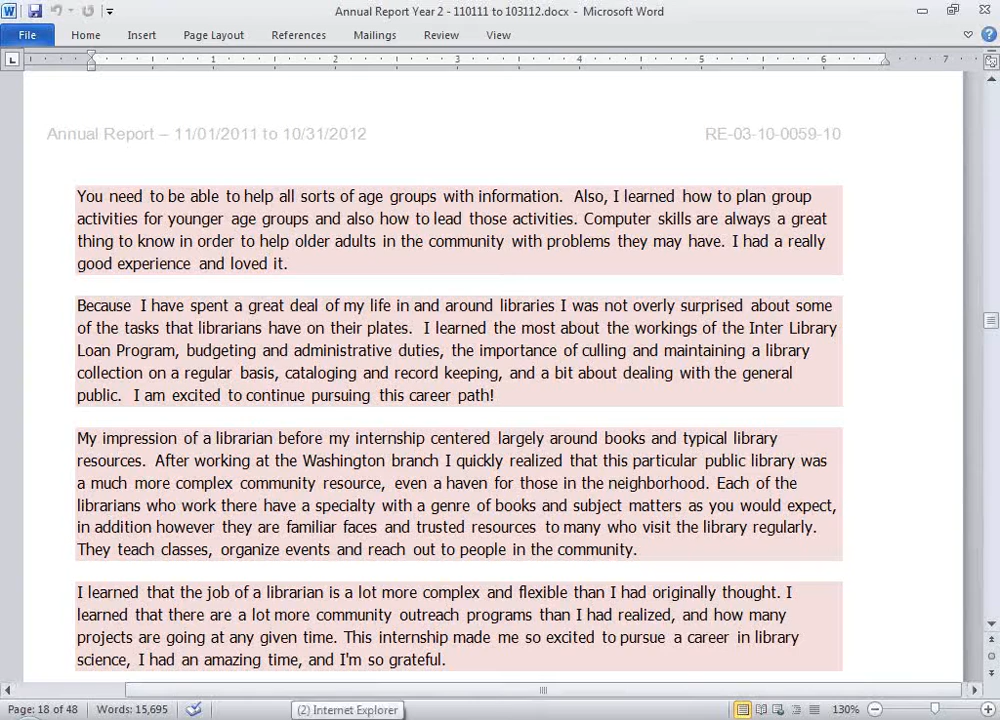 Annual Report Year 2 - 110111 to 103112.docx - Microsoft Word
File Home Insert Page Layout References Mailings Review View
1 2 3 4 5 6 7
Annual Report – 11/01/2011 to 10/31/2012 RE-03-10-0059-10
You need to be able to help all sorts of age groups with information. Also, I learned how to plan group
activities for younger age groups and also how to lead those activities. Computer skills are always a great
thing to know in order to help older adults in the community with problems they may have. I had a really
good experience and loved it.
Because I have spent a great deal of my life in and around libraries I was not overly surprised about some
of the tasks that librarians have on their plates. I learned the most about the workings of the Inter Library
Loan Program, budgeting and administrative duties, the importance of culling and maintaining a library
collection on a regular basis, cataloging and record keeping, and a bit about dealing with the general
public. I am excited to continue pursuing this career path!
My impression of a librarian before my internship centered largely around books and typical library
resources. After working at the Washington branch I quickly realized that this particular public library was
a much more complex community resource, even a haven for those in the neighborhood. Each of the
librarians who work there have a specialty with a genre of books and subject matters as you would expect,
in addition however they are familiar faces and trusted resources to many who visit the library regularly.
They teach classes, organize events and reach out to people in the community.
I learned that the job of a librarian is a lot more complex and flexible than I had originally thought. I
learned that there are a lot more community outreach programs than I had realized, and how many
projects are going at any given time. This internship made me so excited to pursue a career in library
science, I had an amazing time, and I'm so grateful.
Page: 18 of 48 Words: 15,695 (2) Internet Explorer 130%